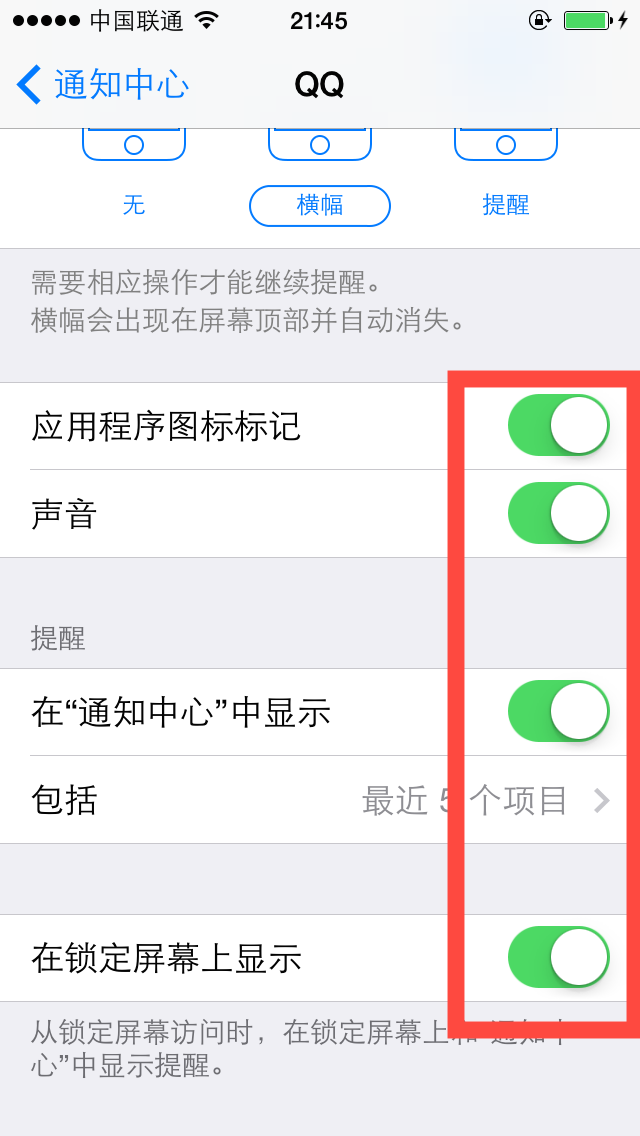 中国联通 21:45
通知中心 QQ
无 横幅 提醒
需要相应操作才能继续提醒。
横幅会出现在屏幕顶部并自动消失。
应用程序图标标记
声音
提醒
在“通知中心”中显示
包括 最近 5 个项目
在锁定屏幕上显示
从锁定屏幕访问时，在锁定屏幕上和“通知中
心”中显示提醒。